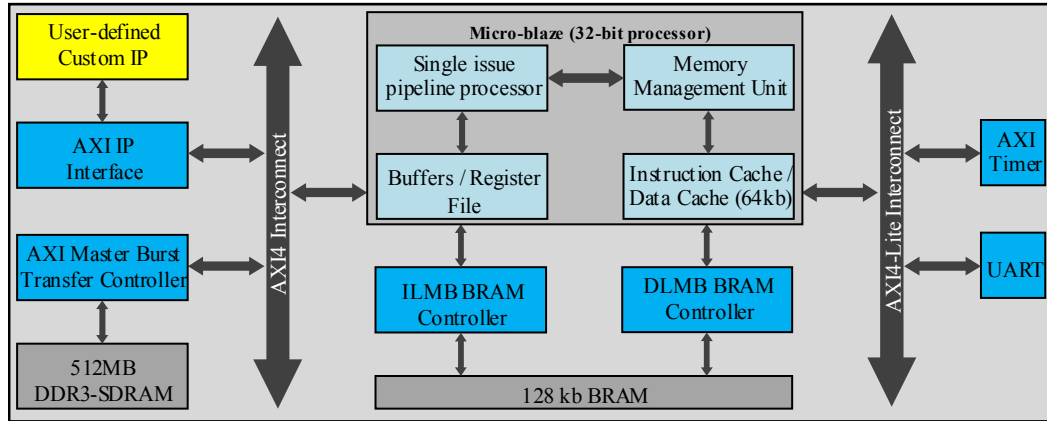 User-defined
Custom IP
AXI IP
Interface
AXI Master Burst
Transfer Controller
512MB
DDR3-SDRAM
AXI4 Interconnect
Micro-blaze (32-bit processor)
Single issue
pipeline processor
Memory
Management Unit
Buffers / Register
File
Instruction Cache /
Data Cache (64kb)
ILMB BRAM
Controller
DLMB BRAM
Controller
128 kb BRAM
AXI4-Lite Interconnect
AXI
Timer
UART